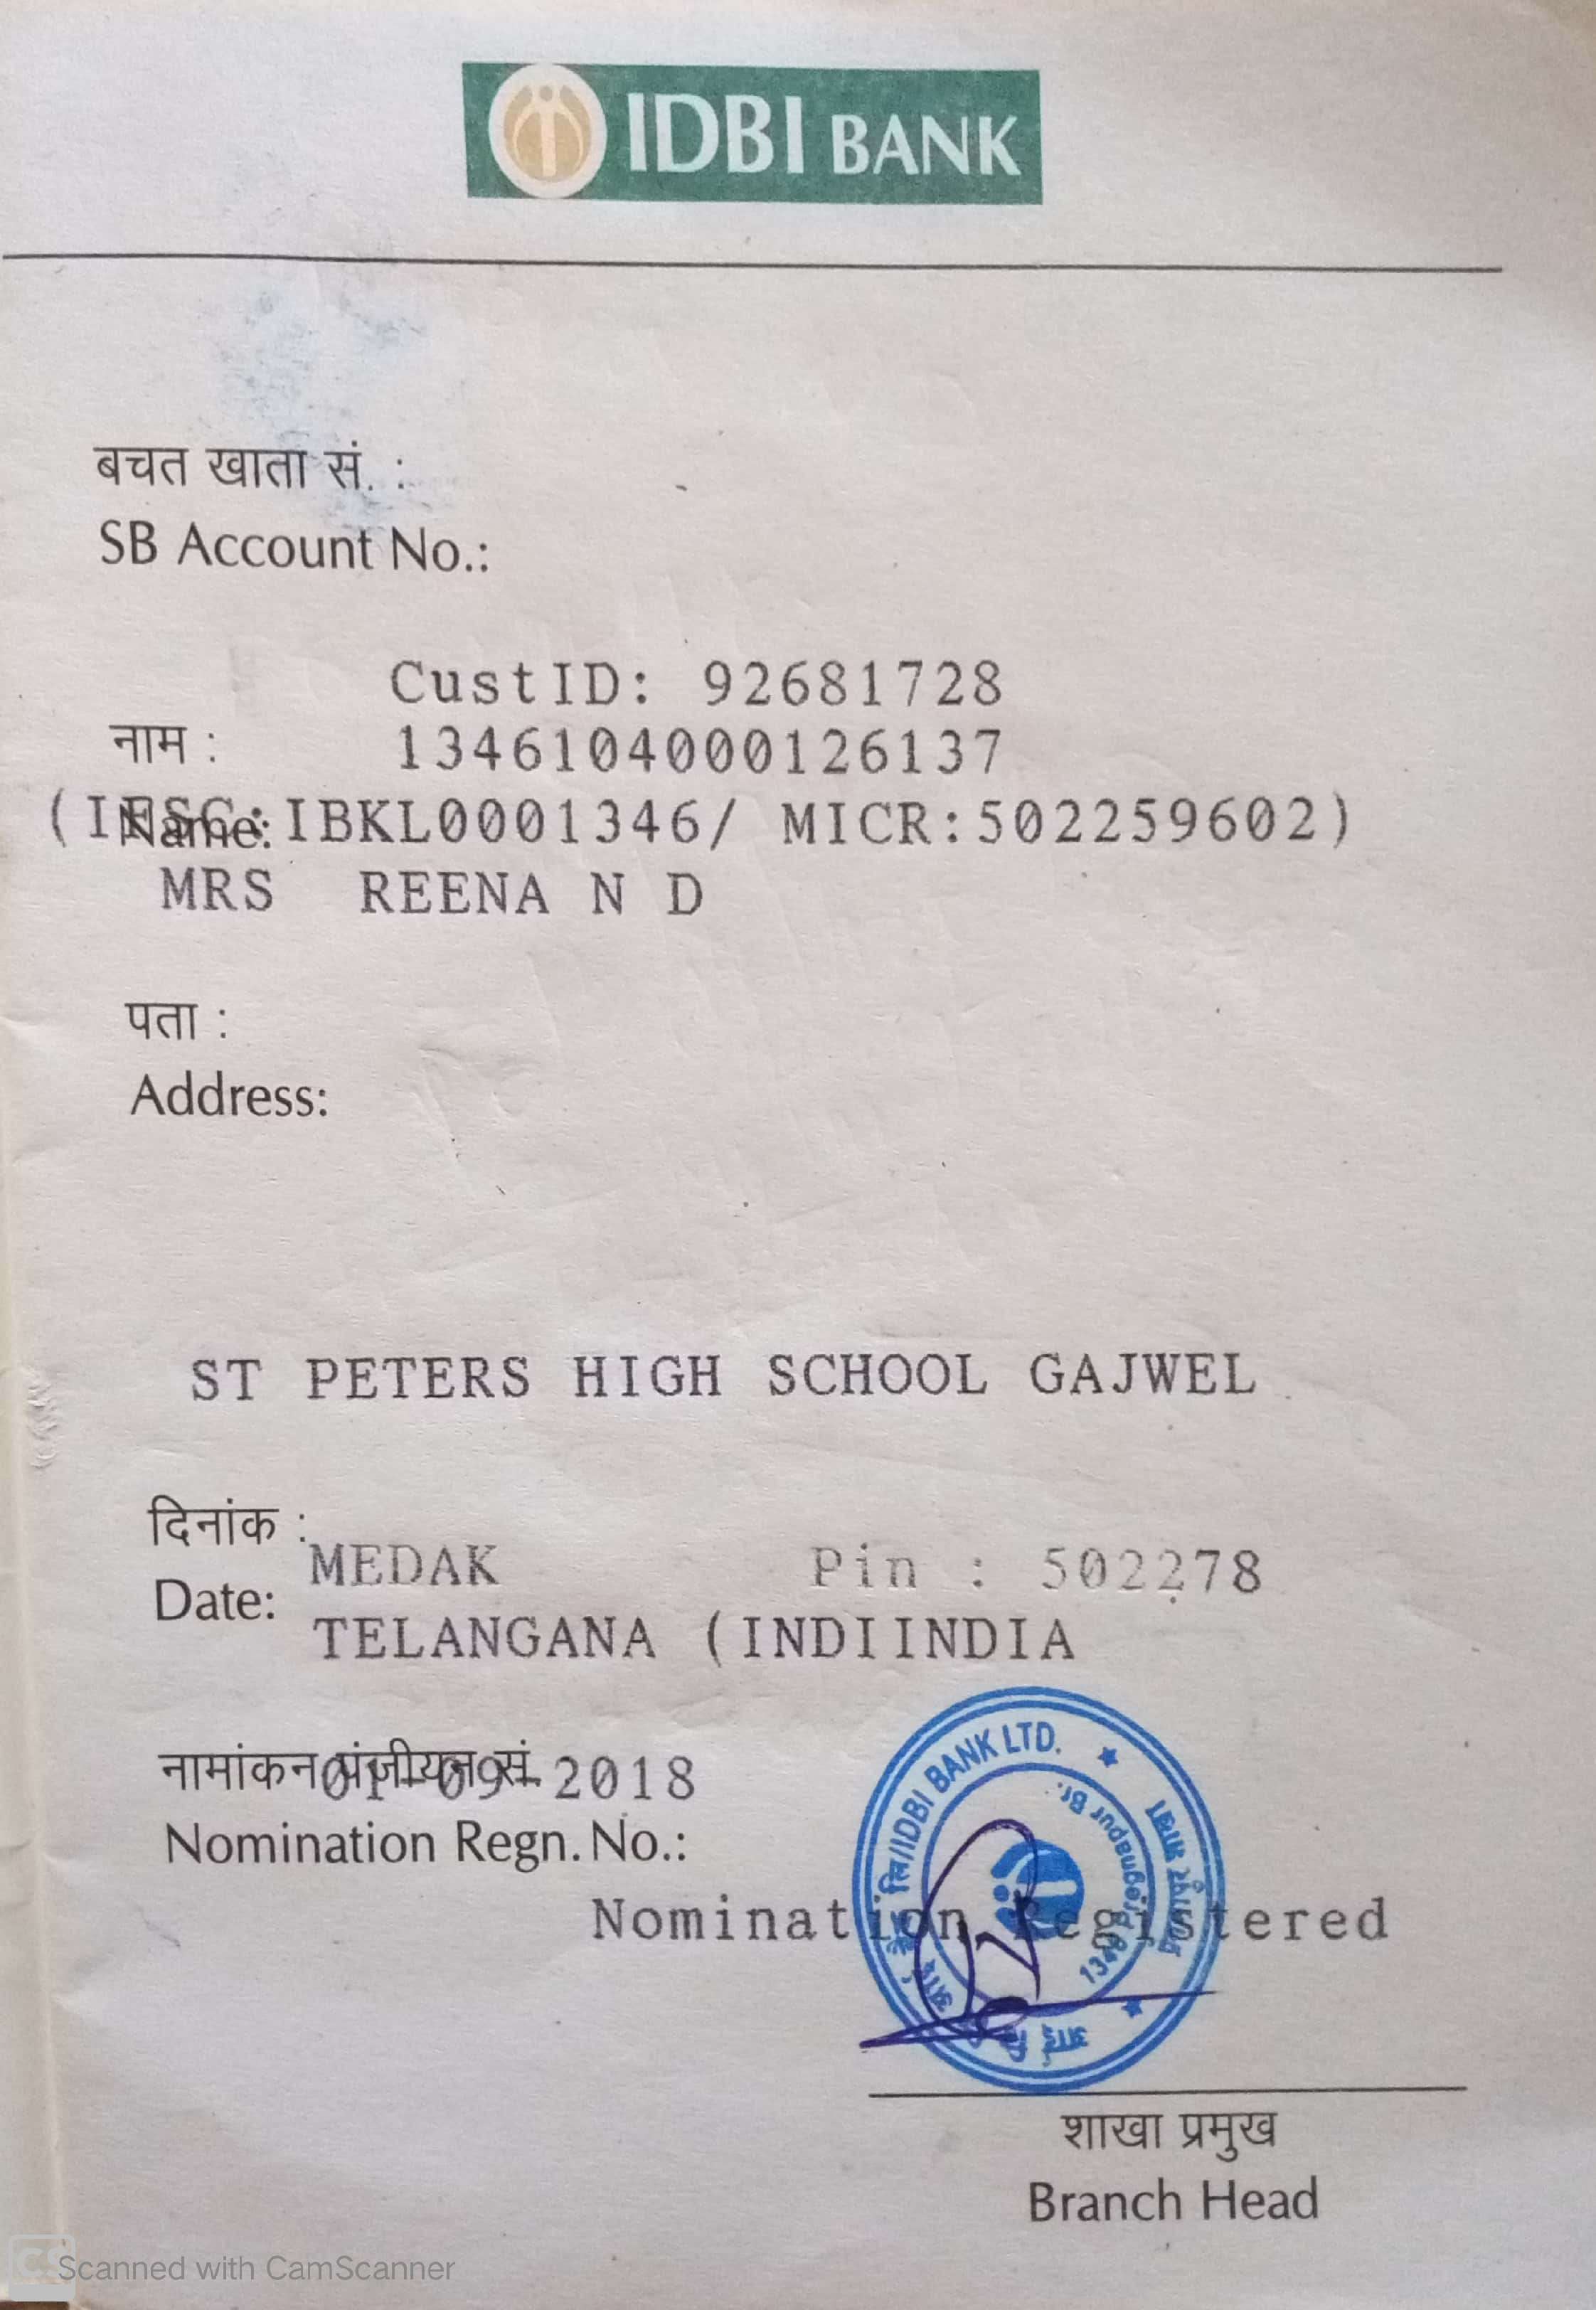 IDBI BANK
बचत खाता सं. :
SB Account No.:
CustID: 92681728
नाम :
1346104000126137
Name:
(IFSC:IBKL0001346/ MICR:502259602)
MRS REENA N D
पता :
Address:
ST PETERS HIGH SCHOOL GAJWEL
दिनांक :
MEDAK Pin : 502278
Date:
TELANGANA (INDIINDIA
नामांकन पंजीयन सं.
01-09-2018
Nomination Regn. No.:
Nomination Registered
लि/IDBI BANK LTD.
प्रेग्नापुर शाखा
1346 Pregnapur Br.
शाखा प्रमुख
Branch Head
CS Scanned with CamScanner